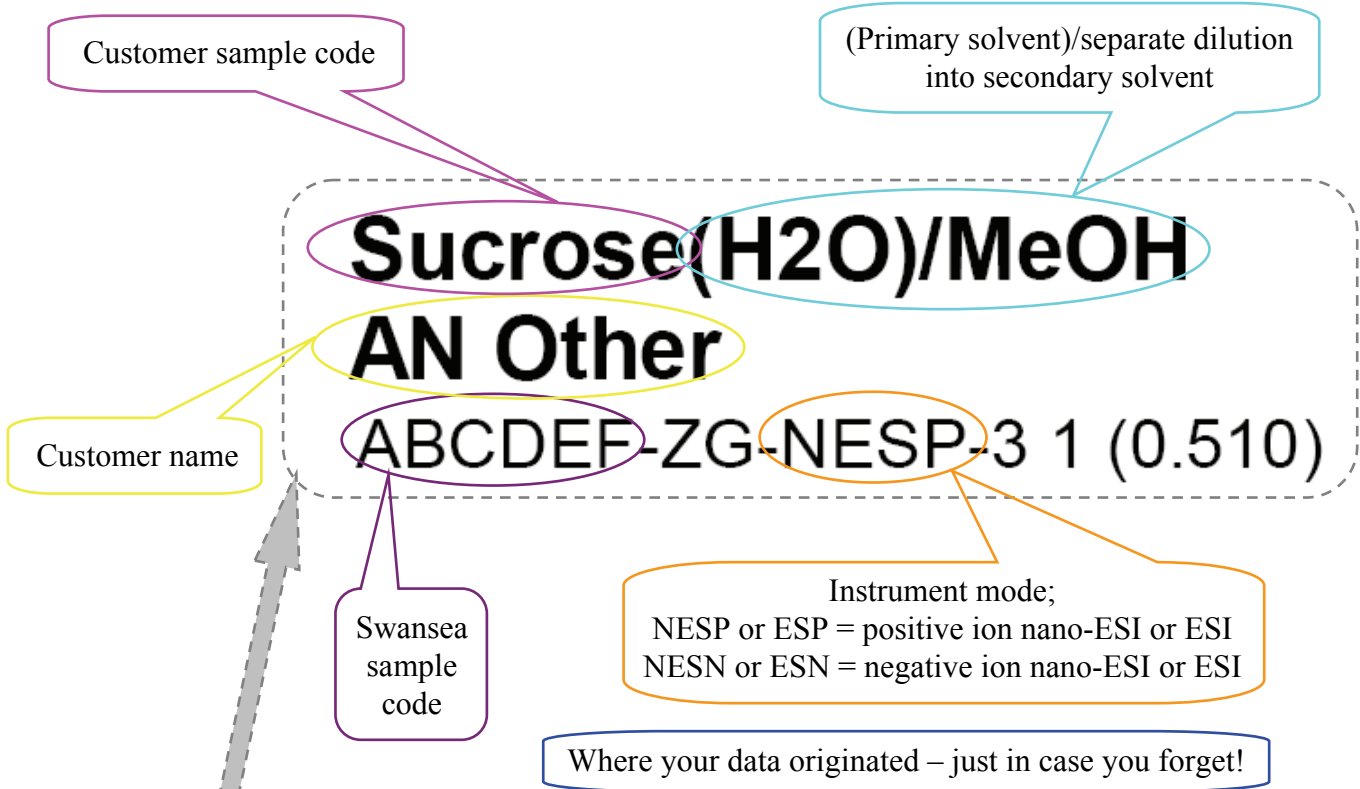 Customer sample code
(Primary solvent)/separate dilution
into secondary solvent
Sucrose(H2O)/MeOH
AN Other
Customer name
ABCDEF-ZG-NESP-3 1 (0.510)
Swansea
sample
code
Instrument mode;
NESP or ESP = positive ion nano-ESI or ESI
NESN or ESN = negative ion nano-ESI or ESI
Where your data originated – just in case you forget!